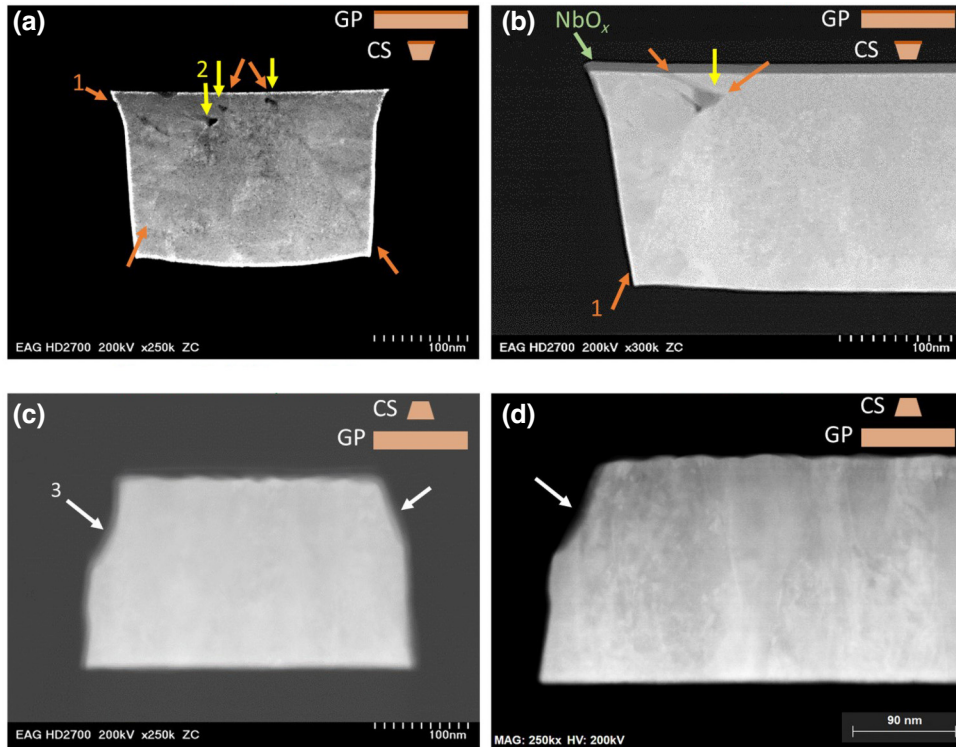 (a)
GP
CS
1
2
EAG HD2700 200kV x250k ZC
100nm
(b)
NbOₓ
GP
CS
1
EAG HD2700 200kV x300k ZC
100nm
(c)
CS
GP
3
EAG HD2700 200kV x250k ZC
100nm
(d)
CS
GP
90 nm
MAG: 250kx HV: 200kV